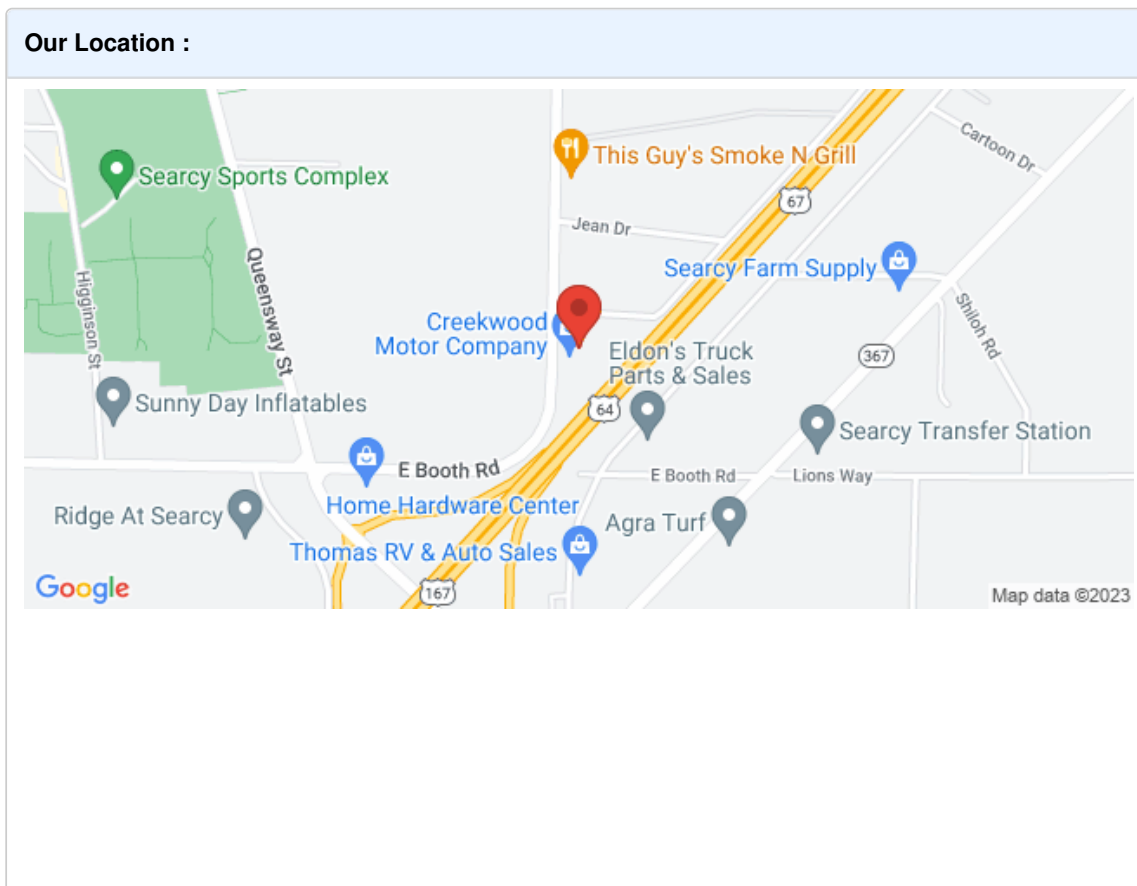 Our Location :
Searcy Sports Complex
This Guy's Smoke N Grill
Cartoon Dr
67
Jean Dr
Queensway St
Searcy Farm Supply
Higginson St
Creekwood
Motor Company
Shiloh Rd
Eldon's Truck
Parts & Sales
367
Sunny Day Inflatables
64
Searcy Transfer Station
E Booth Rd
E Booth Rd
Lions Way
Home Hardware Center
Ridge At Searcy
Agra Turf
Thomas RV & Auto Sales
Google
167
Map data ©2023